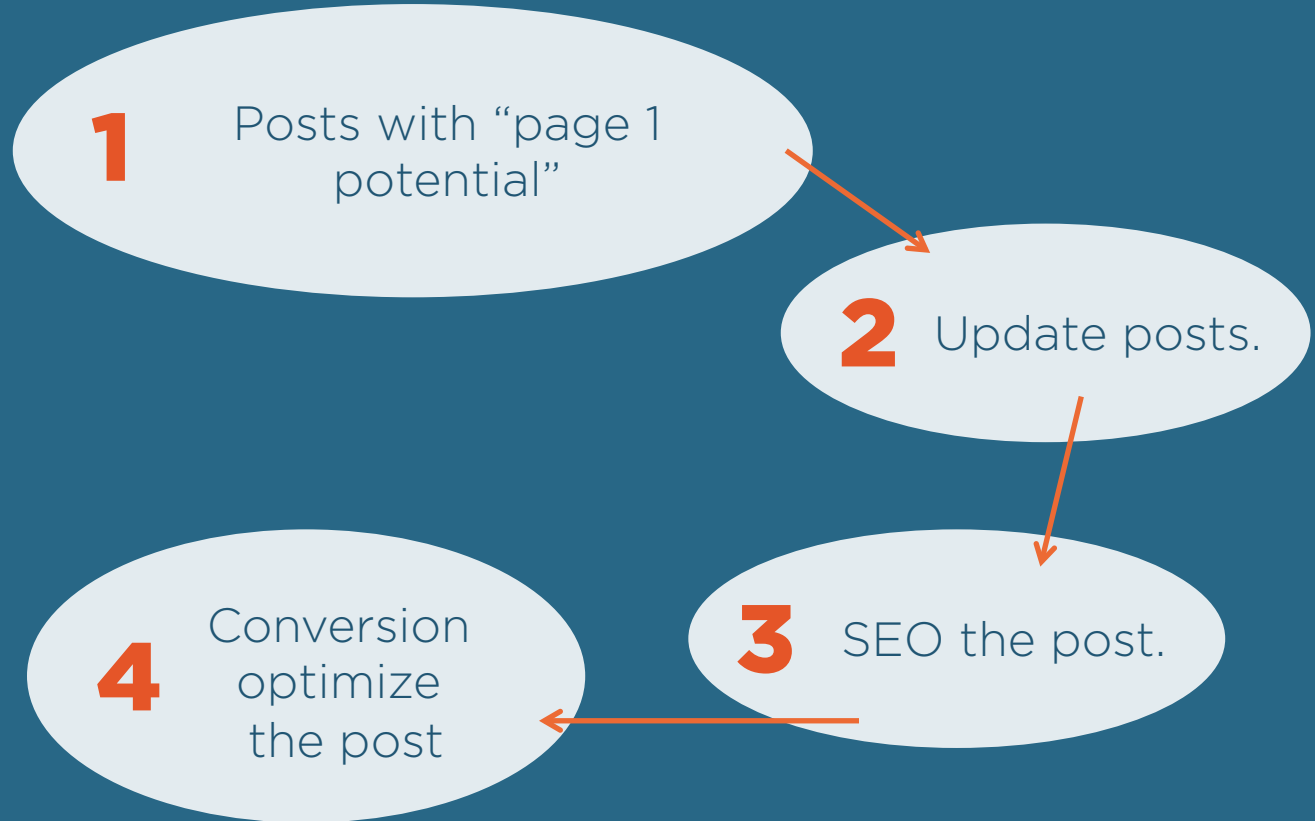 1
Posts with “page 1
potential”
2
Update posts.
3
SEO the post.
4
Conversion
optimize
the post